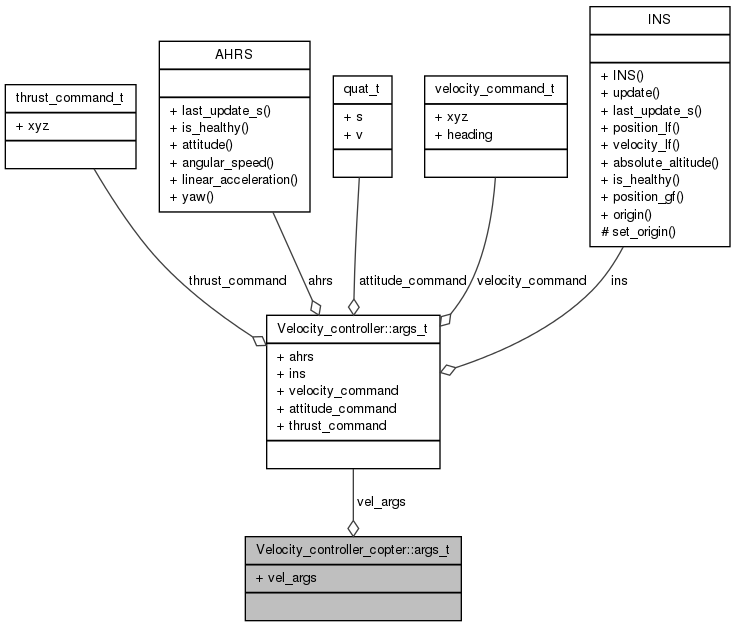 thrust_command_t
+ xyz
AHRS
+ last_update_s()
+ is_healthy()
+ attitude()
+ angular_speed()
+ linear_acceleration()
+ yaw()
quat_t
+ s
+ v
velocity_command_t
+ xyz
+ heading
INS
+ INS()
+ update()
+ last_update_s()
+ position_lf()
+ velocity_lf()
+ absolute_altitude()
+ is_healthy()
+ position_gf()
+ origin()
# set_origin()
thrust_command
ahrs
attitude_command
velocity_command
ins
Velocity_controller::args_t
+ ahrs
+ ins
+ velocity_command
+ attitude_command
+ thrust_command
vel_args
Velocity_controller_copter::args_t
+ vel_args